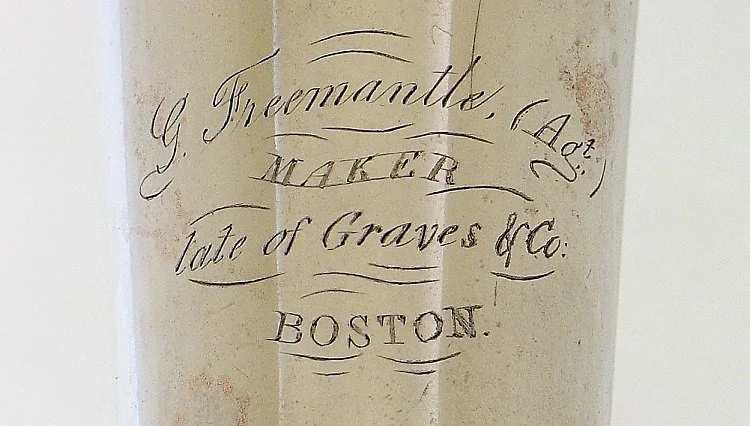 G. Freemantle. (Agt.)
MAKER
late of Graves & Co:
BOSTON.